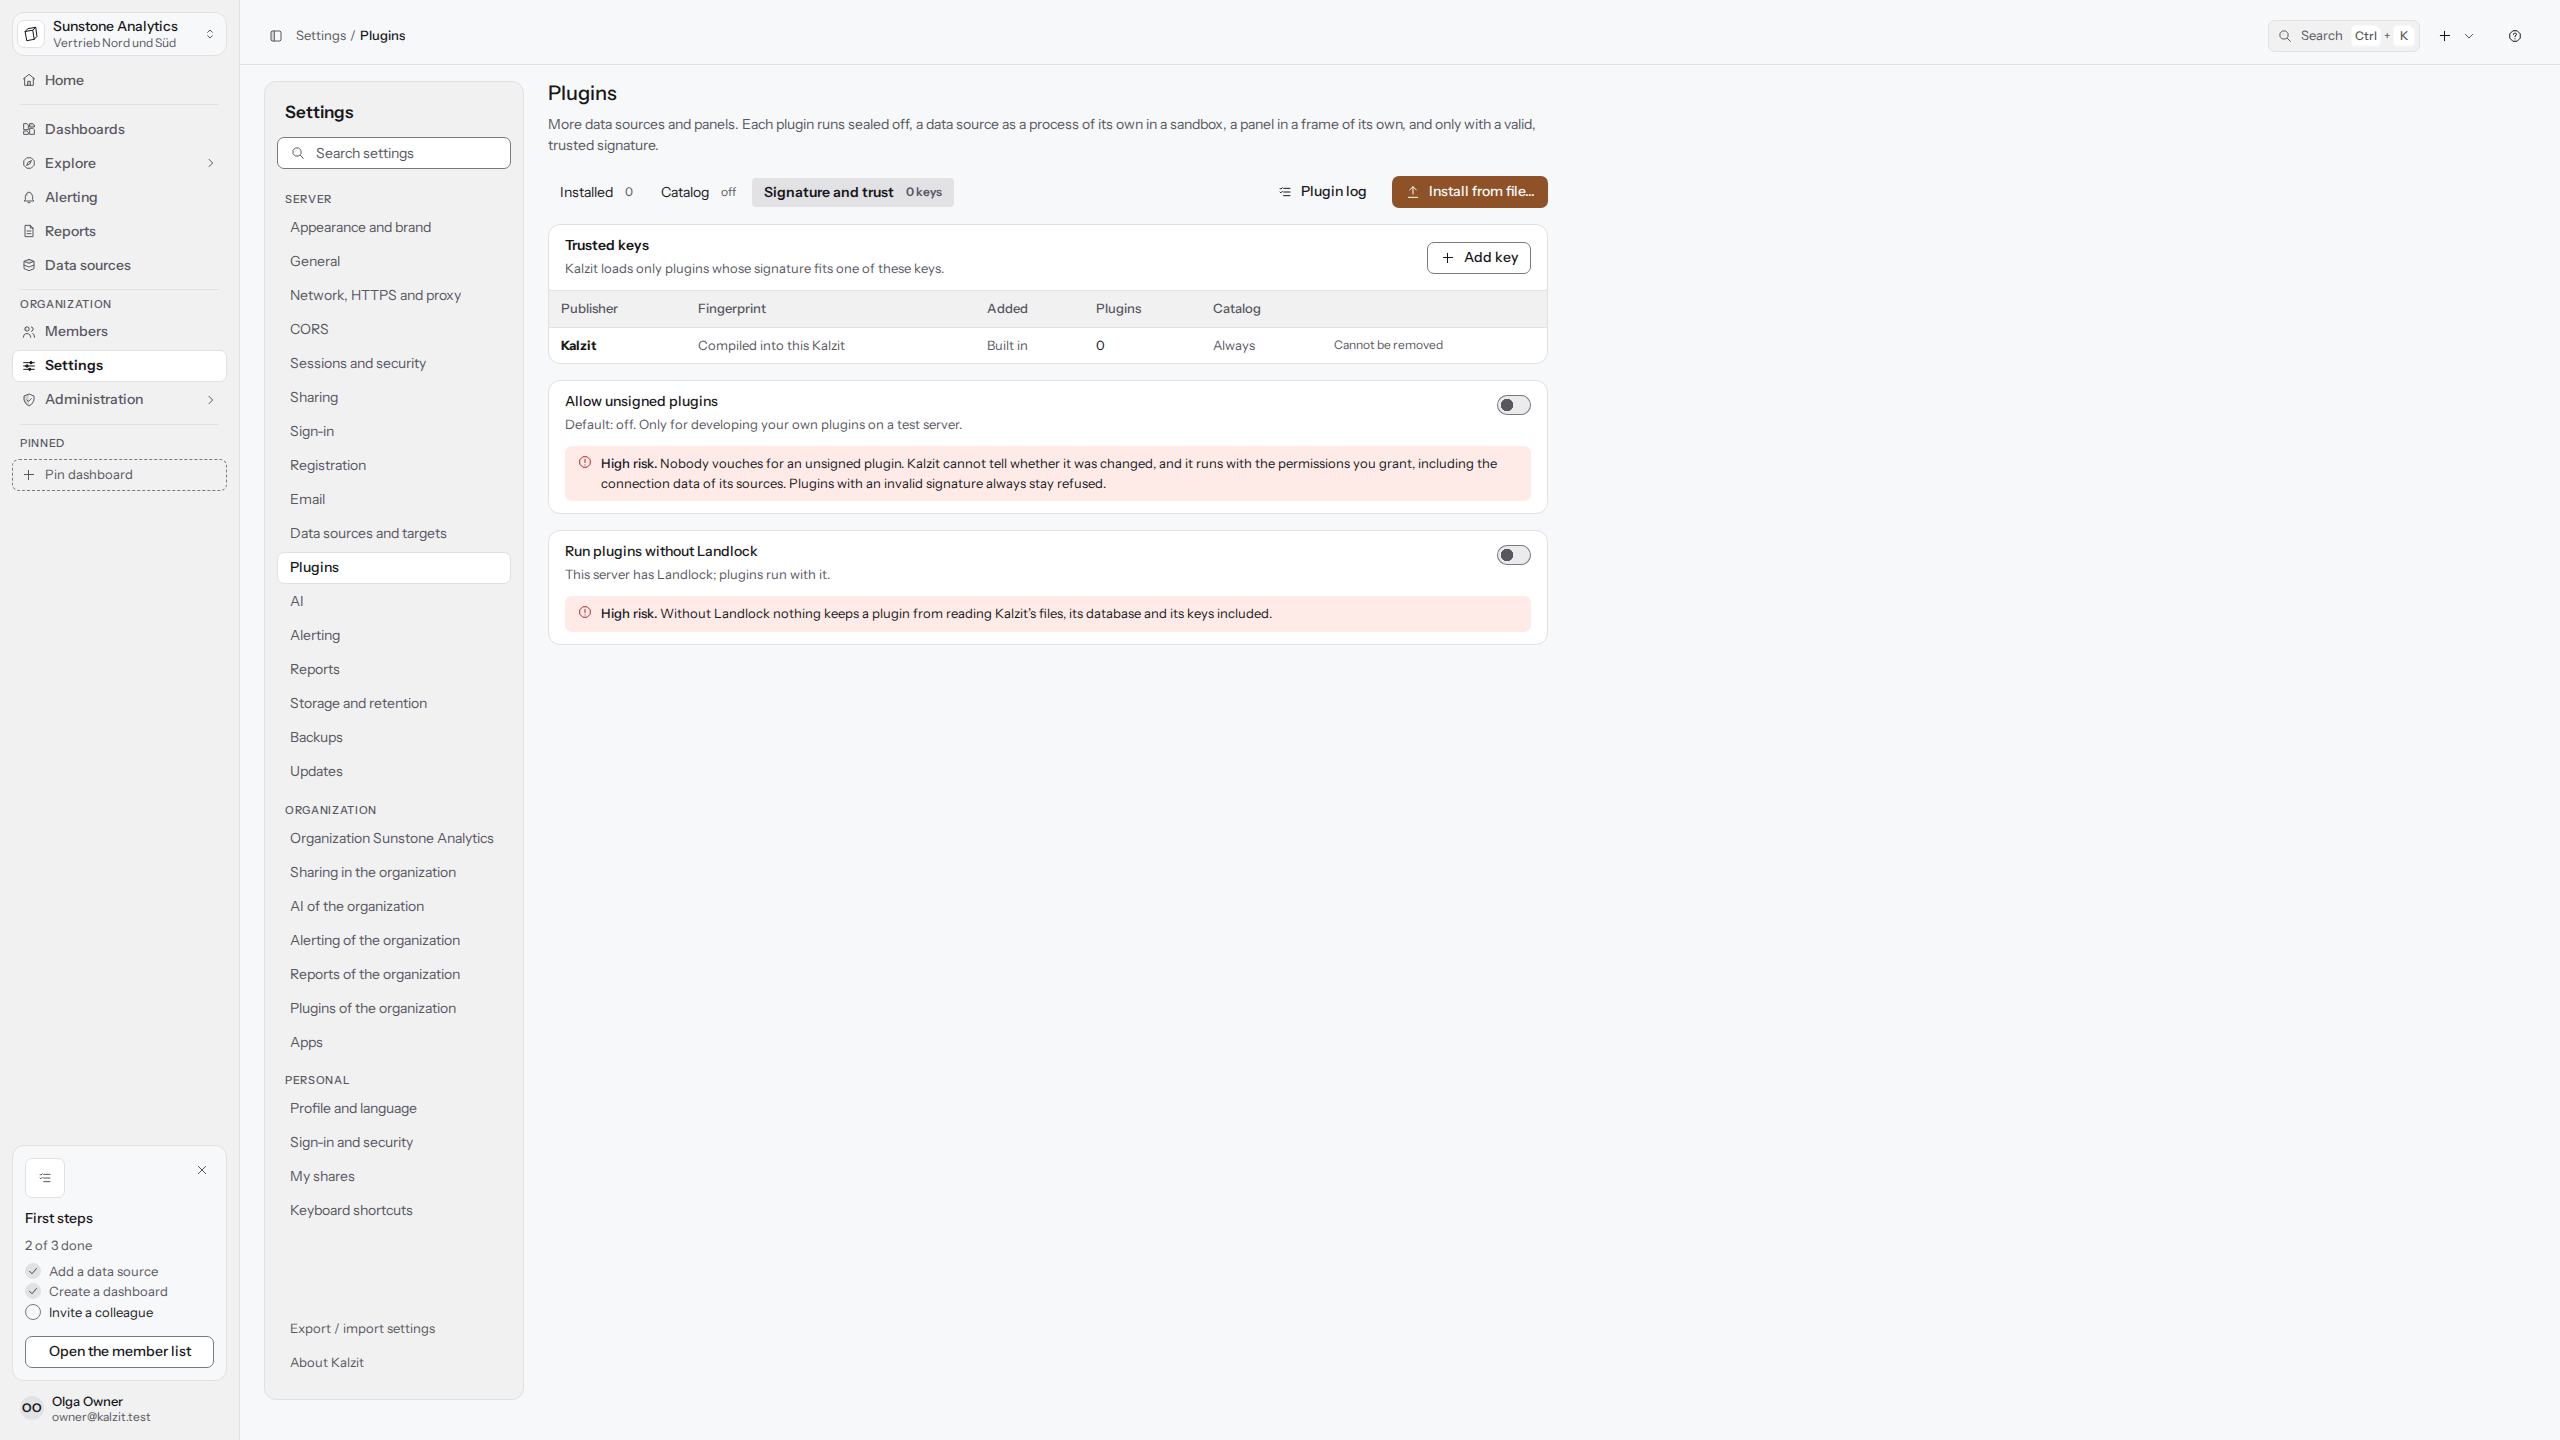 Sunstone Analytics
Vertrieb Nord und Süd
Home
Dashboards
Explore
Alerting
Reports
Data sources
ORGANIZATION
Members
Settings
Administration
PINNED
Pin dashboard
First steps
2 of 3 done
Add a data source
Create a dashboard
Invite a colleague
Open the member list
OO
Olga Owner
owner@kalzit.test
Settings / Plugins
Search Ctrl + K
Settings
Search settings
SERVER
Appearance and brand
General
Network, HTTPS and proxy
CORS
Sessions and security
Sharing
Sign-in
Registration
Email
Data sources and targets
Plugins
AI
Alerting
Reports
Storage and retention
Backups
Updates
ORGANIZATION
Organization Sunstone Analytics
Sharing in the organization
AI of the organization
Alerting of the organization
Reports of the organization
Plugins of the organization
Apps
PERSONAL
Profile and language
Sign-in and security
My shares
Keyboard shortcuts
Export / import settings
About Kalzit
Plugins
More data sources and panels. Each plugin runs sealed off, a data source as a process of its own in a sandbox, a panel in a frame of its own, and only with a valid,
trusted signature.
Installed 0 Catalog off Signature and trust 0 keys Plugin log Install from file...
Trusted keys
Kalzit loads only plugins whose signature fits one of these keys.
Add key
Publisher Fingerprint Added Plugins Catalog
Kalzit Compiled into this Kalzit Built in 0 Always Cannot be removed
Allow unsigned plugins
Default: off. Only for developing your own plugins on a test server.
High risk. Nobody vouches for an unsigned plugin. Kalzit cannot tell whether it was changed, and it runs with the permissions you grant, including the
connection data of its sources. Plugins with an invalid signature always stay refused.
Run plugins without Landlock
This server has Landlock; plugins run with it.
High risk. Without Landlock nothing keeps a plugin from reading Kalzit's files, its database and its keys included.